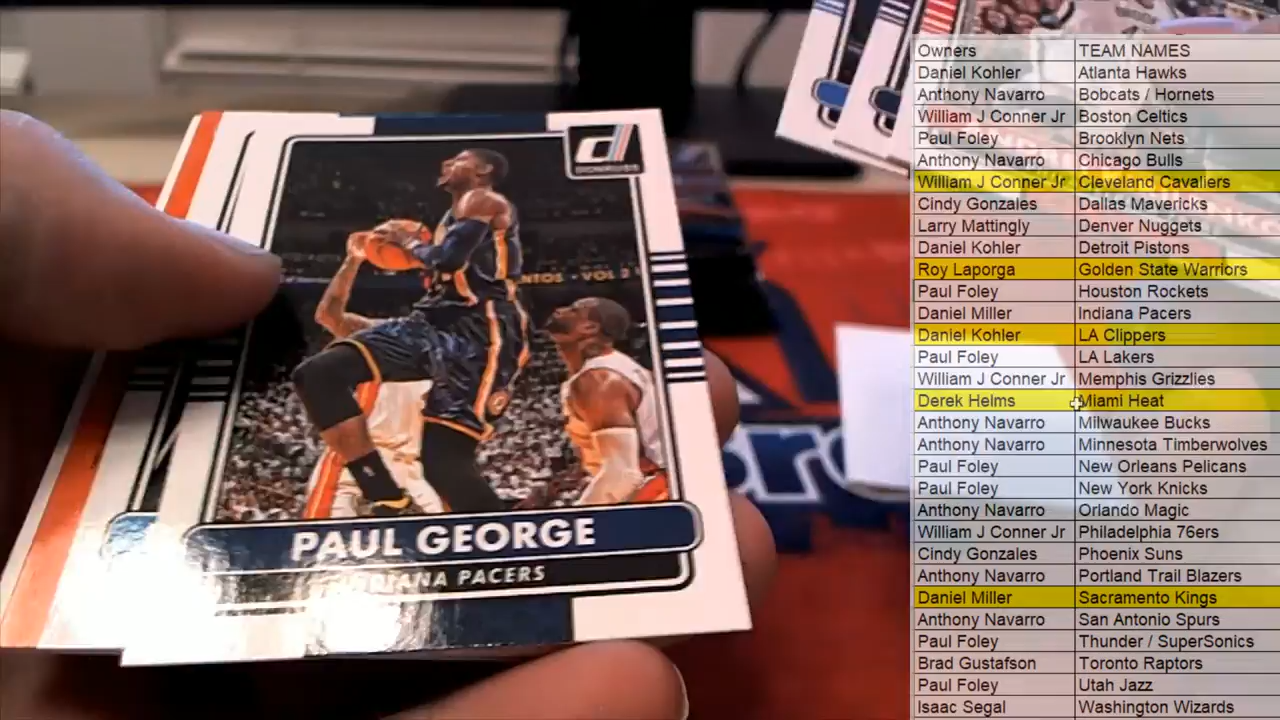 DONRUSS
NTOS • VOL 2
PAUL GEORGE
INDIANA PACERS
Owners TEAM NAMES
Daniel Kohler Atlanta Hawks
Anthony Navarro Bobcats / Hornets
William J Conner Jr Boston Celtics
Paul Foley Brooklyn Nets
Anthony Navarro Chicago Bulls
William J Conner Jr Cleveland Cavaliers
Cindy Gonzales Dallas Mavericks
Larry Mattingly Denver Nuggets
Daniel Kohler Detroit Pistons
Roy Laporga Golden State Warriors
Paul Foley Houston Rockets
Daniel Miller Indiana Pacers
Daniel Kohler LA Clippers
Paul Foley LA Lakers
William J Conner Jr Memphis Grizzlies
Derek Helms Miami Heat
Anthony Navarro Milwaukee Bucks
Anthony Navarro Minnesota Timberwolves
Paul Foley New Orleans Pelicans
Paul Foley New York Knicks
Anthony Navarro Orlando Magic
William J Conner Jr Philadelphia 76ers
Cindy Gonzales Phoenix Suns
Anthony Navarro Portland Trail Blazers
Daniel Miller Sacramento Kings
Anthony Navarro San Antonio Spurs
Paul Foley Thunder / SuperSonics
Brad Gustafson Toronto Raptors
Paul Foley Utah Jazz
Isaac Segal Washington Wizards